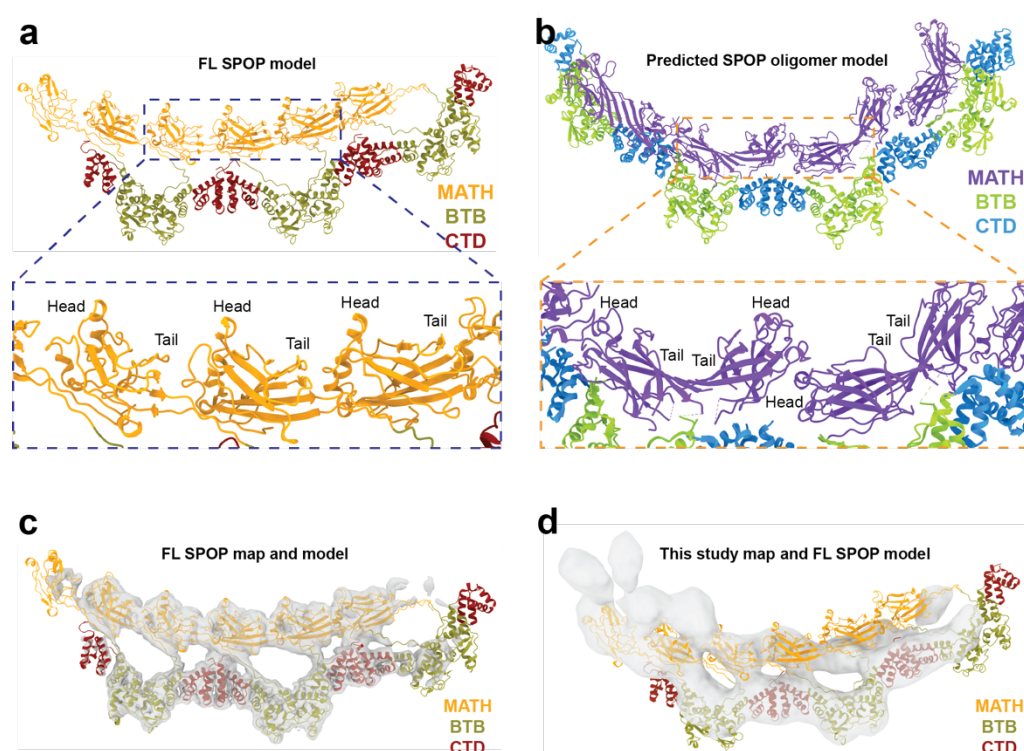 a
FL SPOP model
MATH
BTB
CTD
Head
Tail
Head
Tail
Head
Tail
b
Predicted SPOP oligomer model
MATH
BTB
CTD
Head
Tail
Tail
Head
Head
Tail
Tail
c
FL SPOP map and model
MATH
BTB
CTD
d
This study map and FL SPOP model
MATH
BTB
CTD